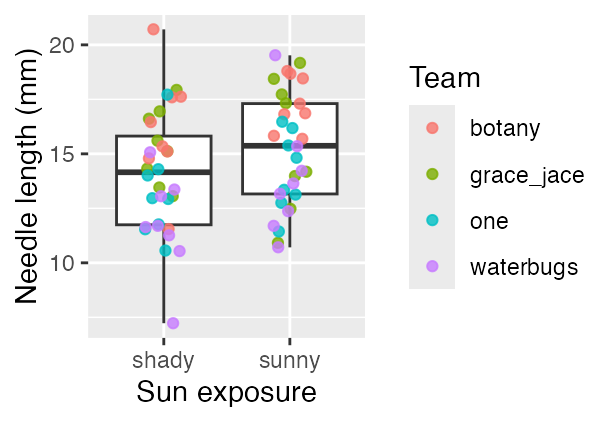 Needle length (mm)
20
15
10
shady
sunny
Sun exposure
Team
botany
grace_jace
one
waterbugs